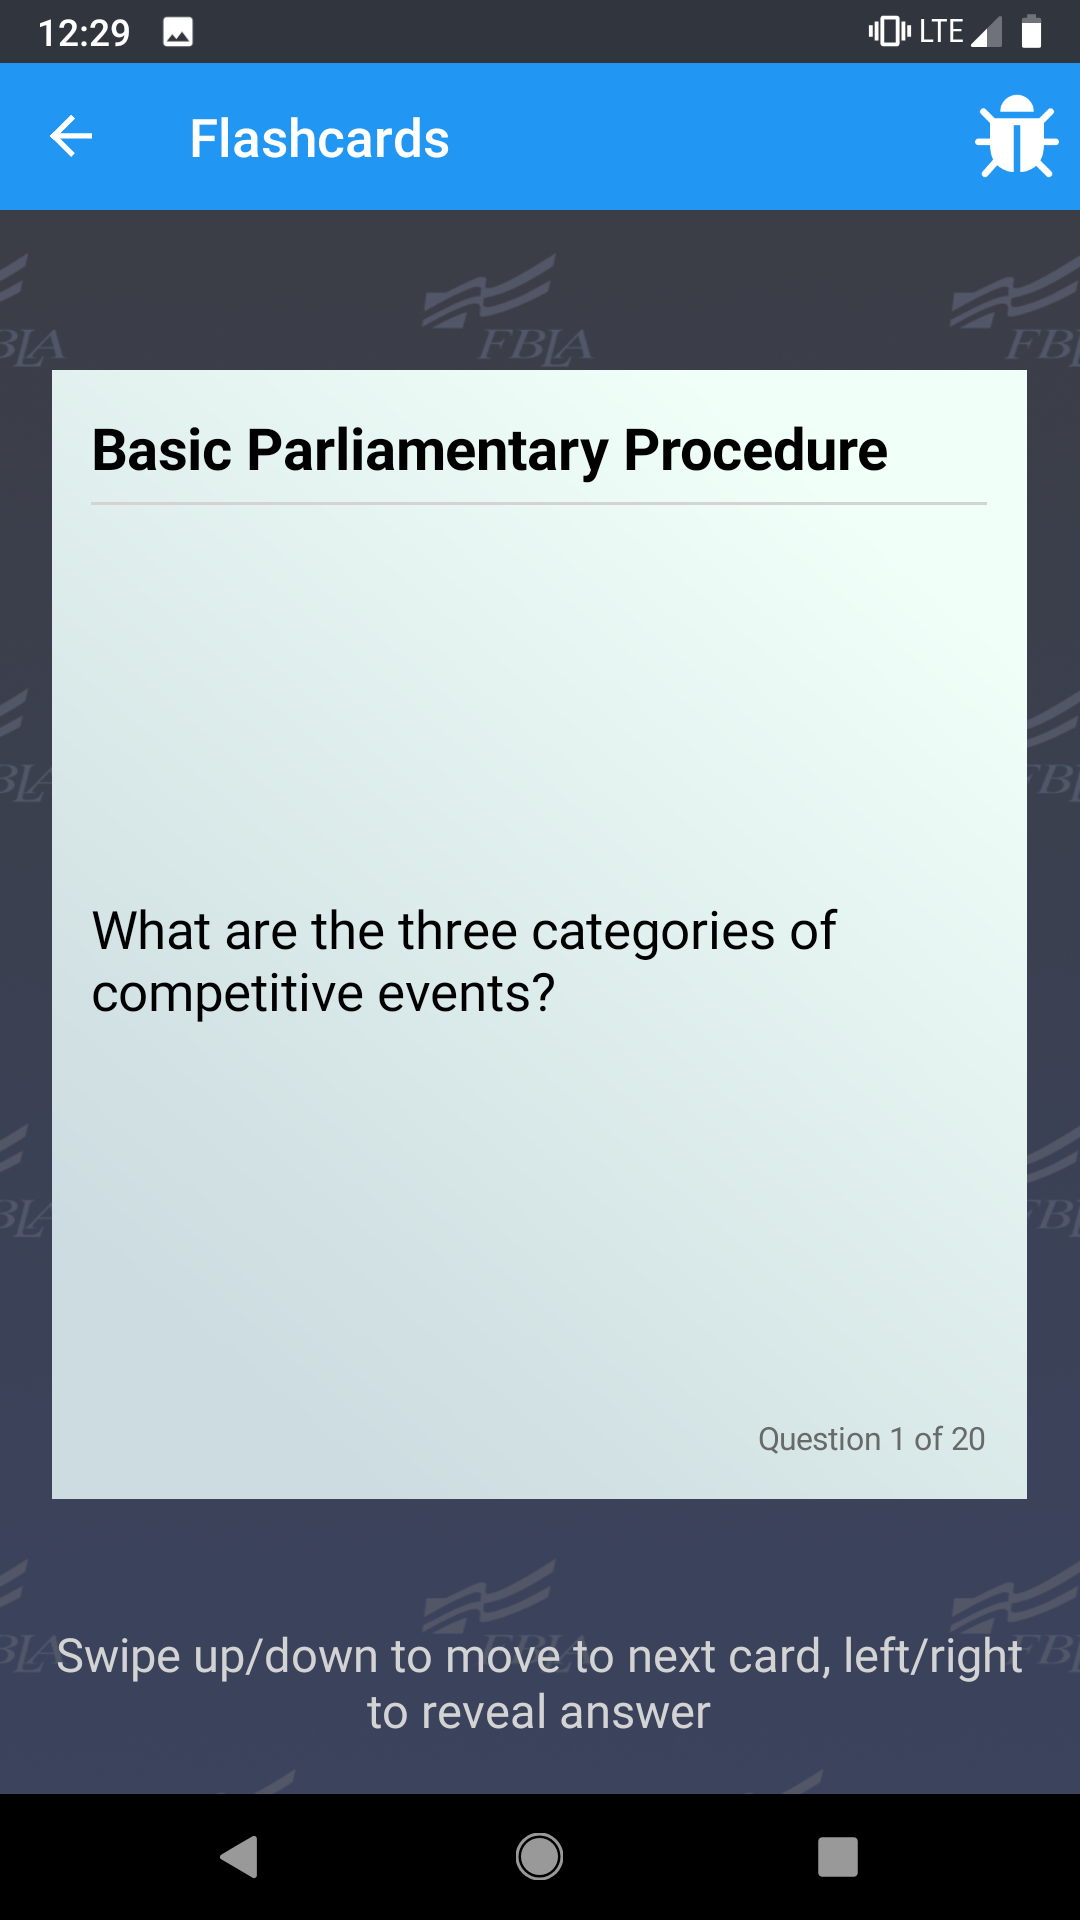 12:29
LTE
Flashcards
FBLA
Basic Parliamentary Procedure
What are the three categories of
competitive events?
Question 1 of 20
FBLA
Swipe up/down to move to next card, left/right
to reveal answer